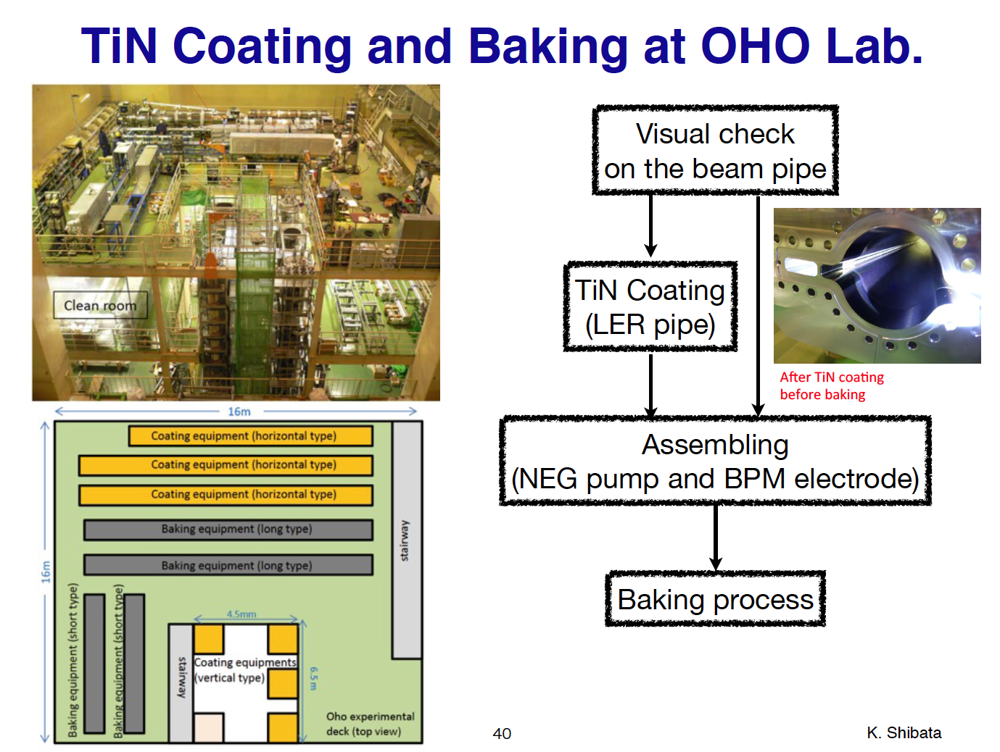 TiN Coating and Baking at OHO Lab.
Clean room
Visual check
on the beam pipe
TiN Coating
(LER pipe)
After TiN coating
before baking
Assembling
(NEG pump and BPM electrode)
Baking process
16m
16m
Coating equipment (horizontal type)
Coating equipment (horizontal type)
Coating equipment (horizontal type)
Baking equipment (long type)
Baking equipment (long type)
stairway
Baking equipment (short type)
Baking equipment (short type)
stairway
4.5mm
Coating equipments
(vertical type)
6.5 m
Oho experimental
deck (top view)
40
K. Shibata